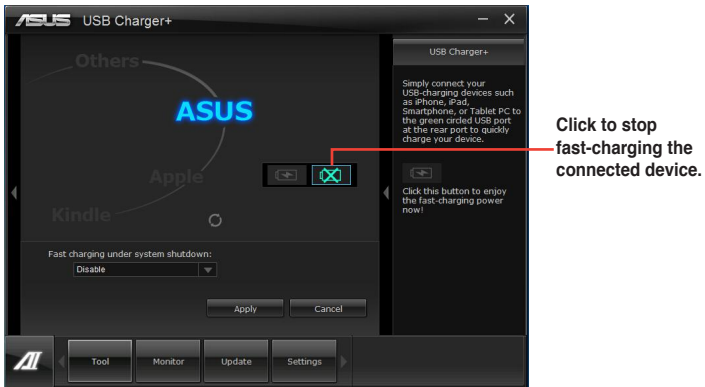 ASUS USB Charger+
Others
ASUS
Apple
Kindle
Fast charging under system shutdown:
Disable
Apply Cancel
USB Charger+
Simply connect your
USB-charging devices such
as iPhone, iPad,
Smartphone, or Tablet PC to
the green circled USB port
at the rear port to quickly
charge your device.
Click this button to enjoy
the fast-charging power
now!
Tool Monitor Update Settings
Click to stop
fast-charging the
connected device.